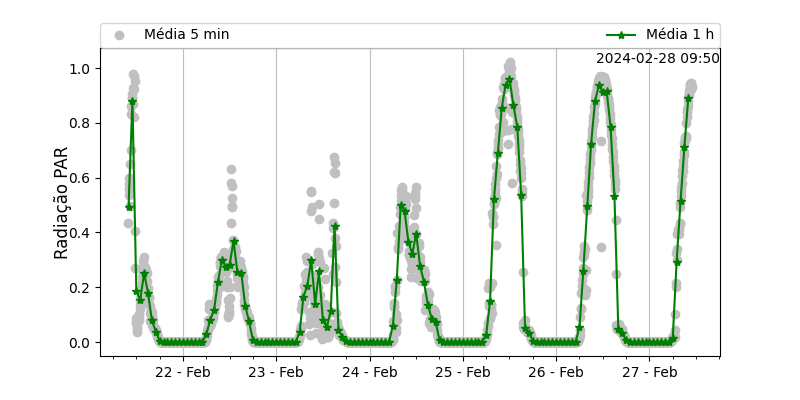 Média 5 min
Média 1 h
2024-02-28 09:50
1.0
0.8
0.6
0.4
0.2
0.0
Radiação PAR
22 - Feb
23 - Feb
24 - Feb
25 - Feb
26 - Feb
27 - Feb